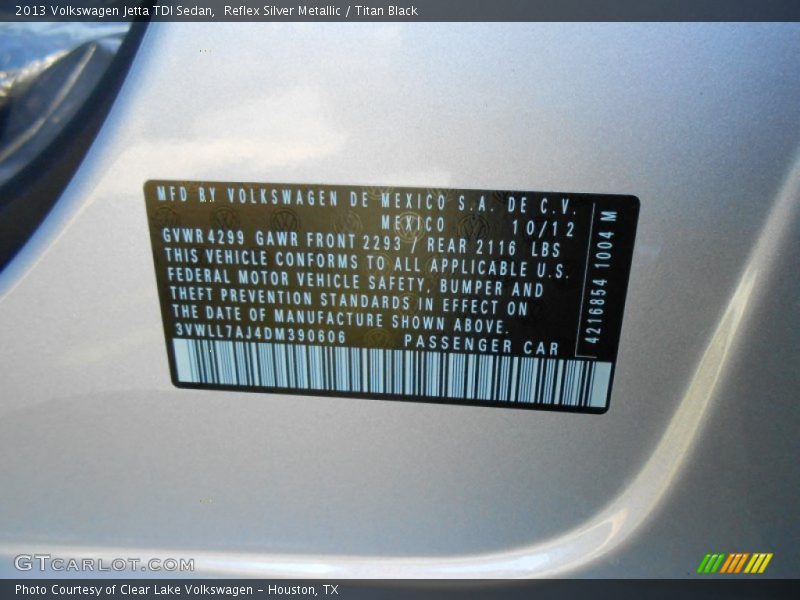 2013 Volkswagen Jetta TDI Sedan,  Reflex Silver Metallic / Titan Black
MFD BY VOLKSWAGEN DE MEXICO S.A. DE C.V.
MEXICO 10/12
GVWR 4299 GAWR FRONT 2293 / REAR 2116 LBS
THIS VEHICLE CONFORMS TO ALL APPLICABLE U.S.
FEDERAL MOTOR VEHICLE SAFETY, BUMPER AND
THEFT PREVENTION STANDARDS IN EFFECT ON
THE DATE OF MANUFACTURE SHOWN ABOVE.
3VWLL7AJ4DM390606 PASSENGER CAR
4216854 1004 M
GTCARLOT.COM
Photo Courtesy of Clear Lake Volkswagen - Houston, TX